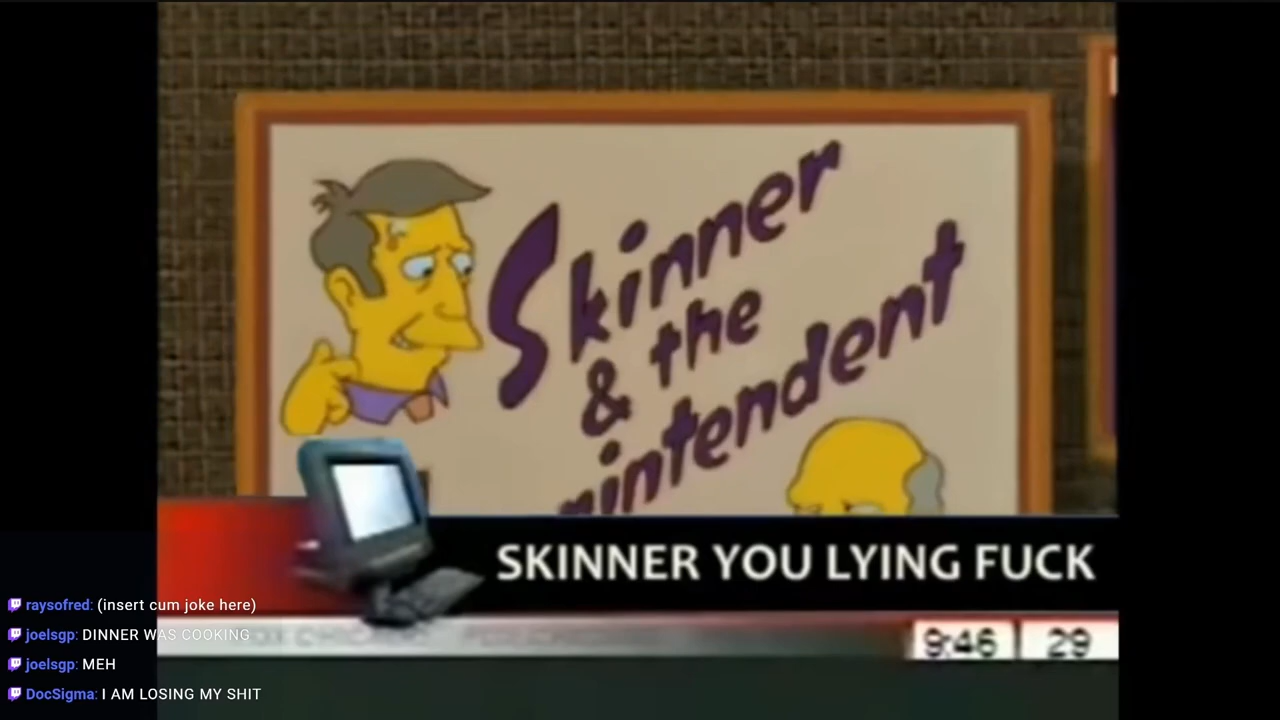 Skinner
& the
SKINNER YOU LYING FUCK
9:46 29
raysofred: (insert cum joke here)
joelsgp: DINNER WAS COOKING
joelsgp: MEH
DocSigma: I AM LOSING MY SHIT